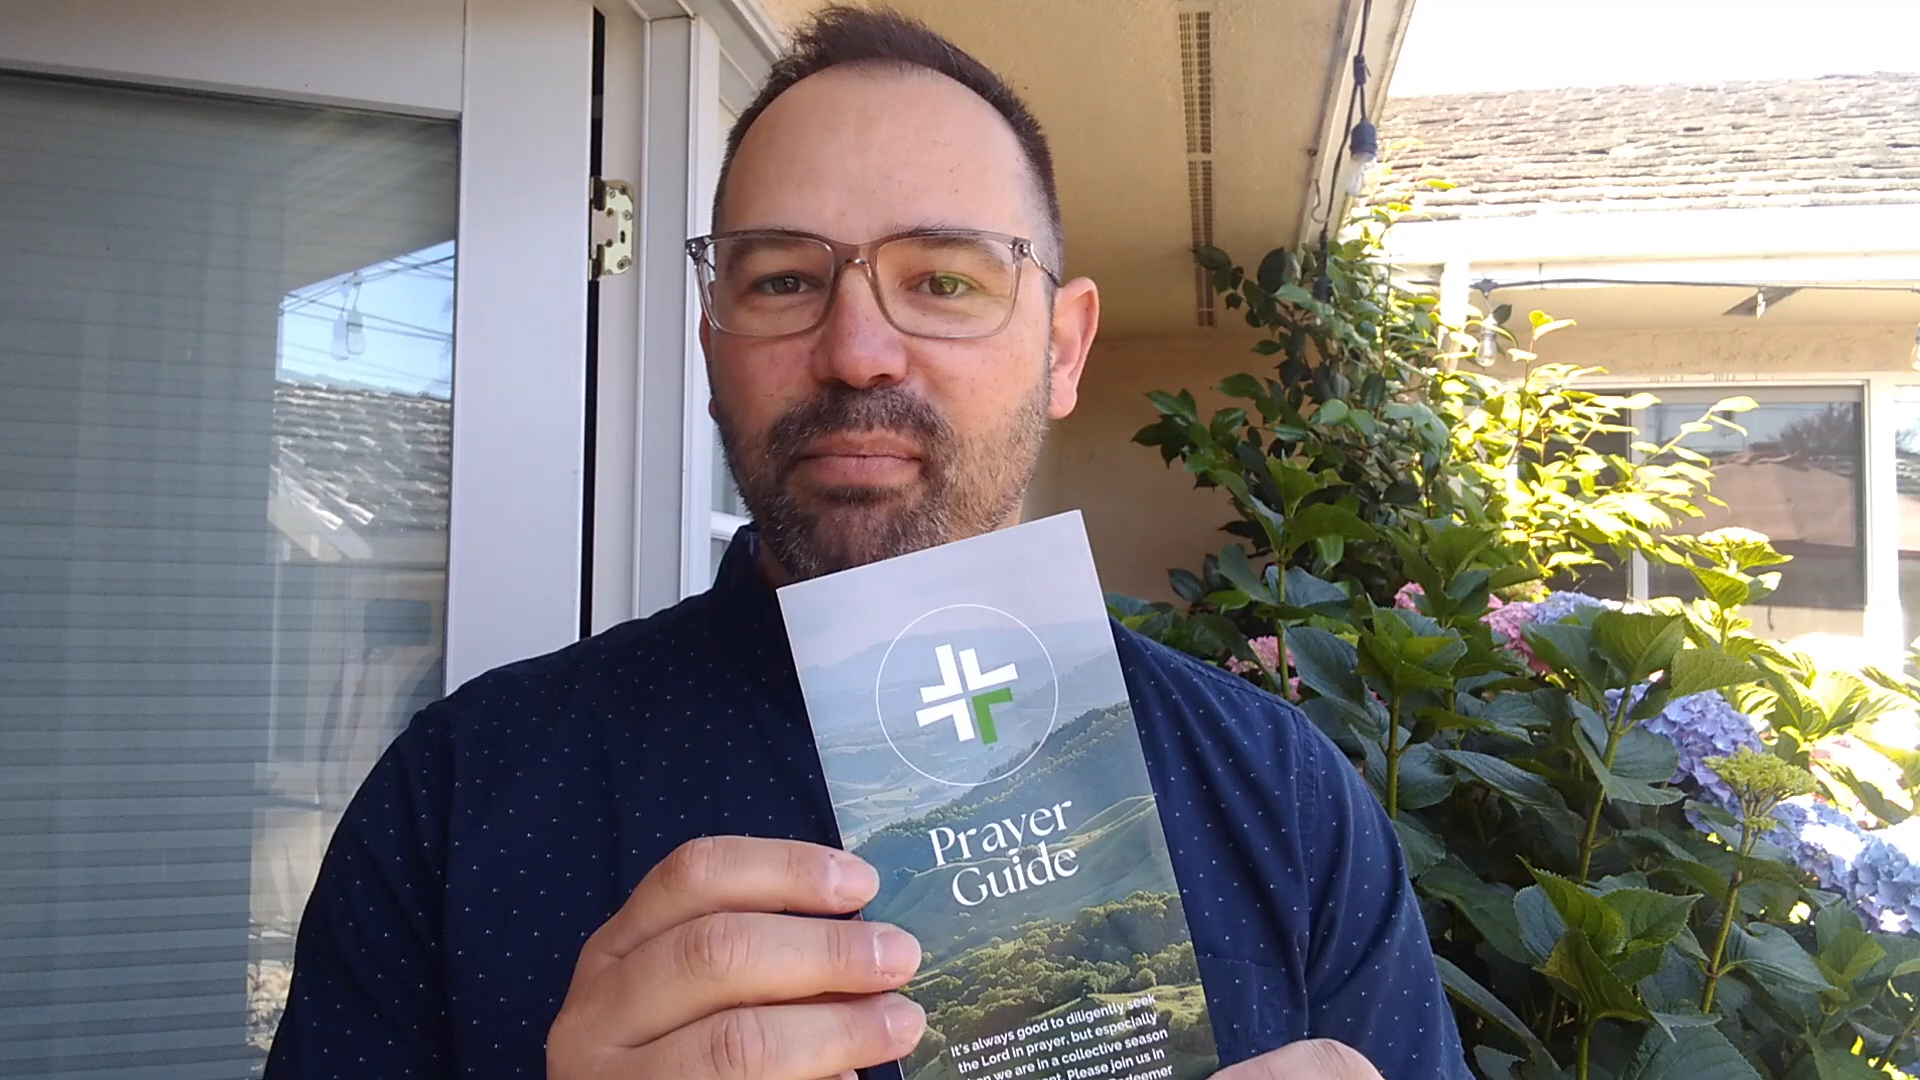 Prayer
Guide
It's always good to diligently seek
the Lord in prayer, but especially
we are in a collective season
Please join us in
Redeemer